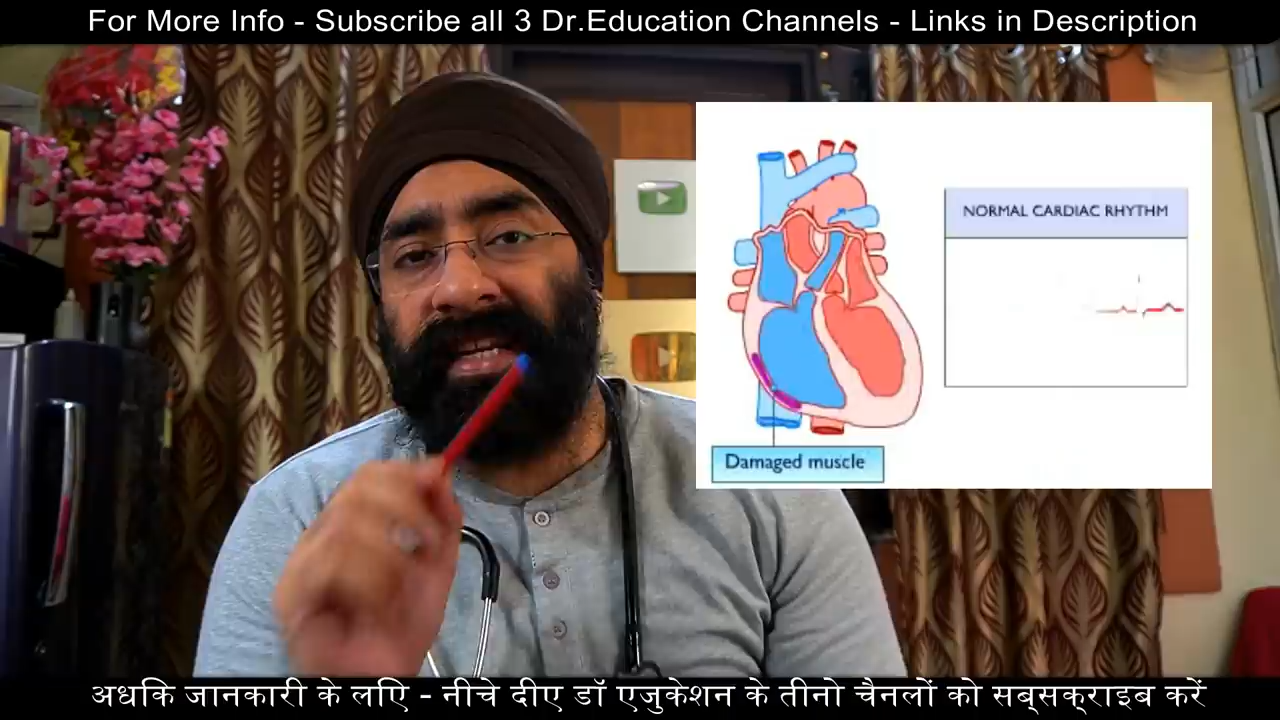 For More Info - Subscribe all 3 Dr.Education Channels - Links in Description
NORMAL CARDIAC RHYTHM
Damaged muscle
अधकि जानकारी के लएि - नीचे दीए डॉ एजुकेशन के तीनो चैनलों को सब्सक्राइब करें